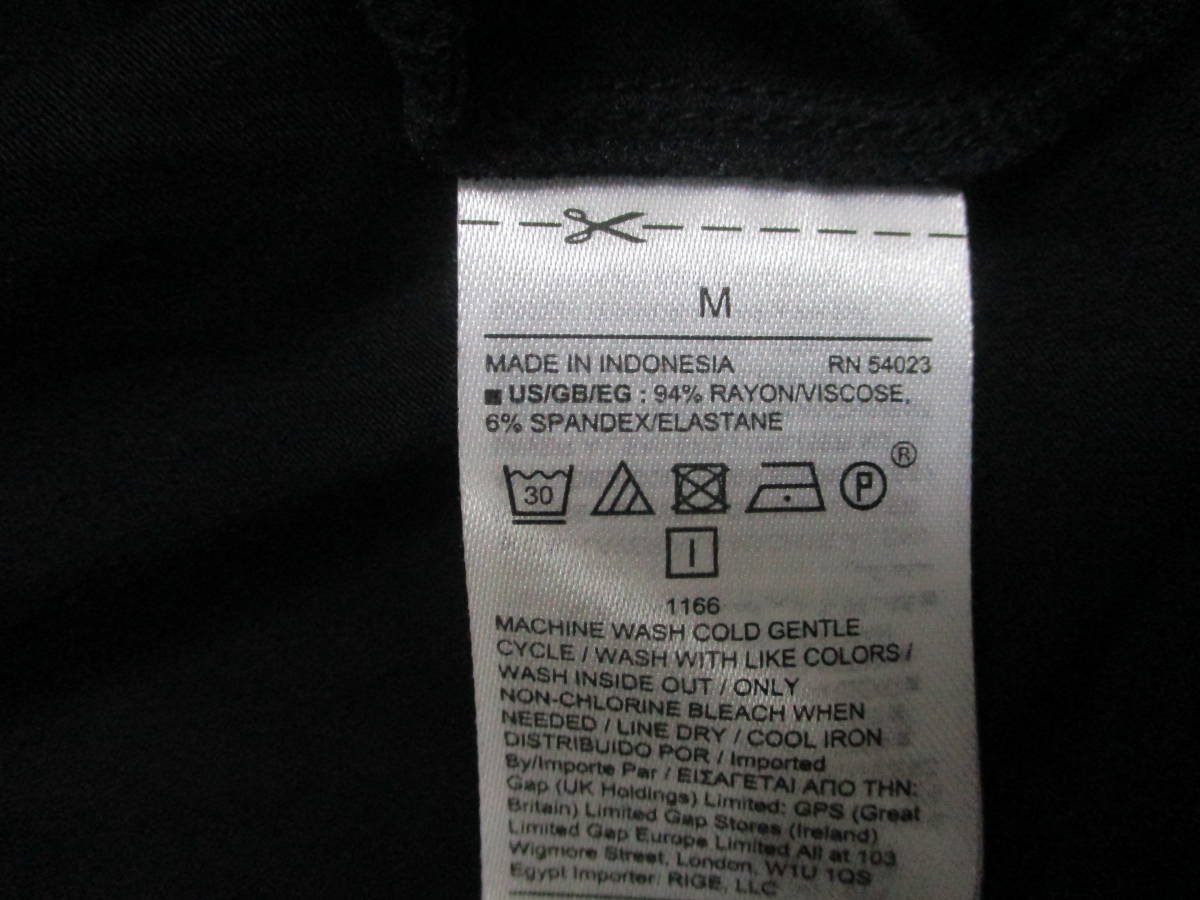 M
MADE IN INDONESIA RN 54023
US/GB/EG : 94% RAYON/VISCOSE,
6% SPANDEX/ELASTANE
30 P ®
1166
MACHINE WASH COLD GENTLE
CYCLE / WASH WITH LIKE COLORS /
WASH INSIDE OUT / ONLY
NON-CHLORINE BLEACH WHEN
NEEDED / LINE DRY / COOL IRON
DISTRIBUIDO POR / Imported
By/Importe Par / ΕΙΣΑΓΕΤΑΙ ΑΠΟ ΤΗΝ:
Gap (UK Holdings) Limited: GPS (Great
Britain) Limited Gap Stores (Ireland)
Limited Gap Europe Limited All at 103
Wigmore Street, London, W1U 1QS
Egypt Importer: RIGE, LLC